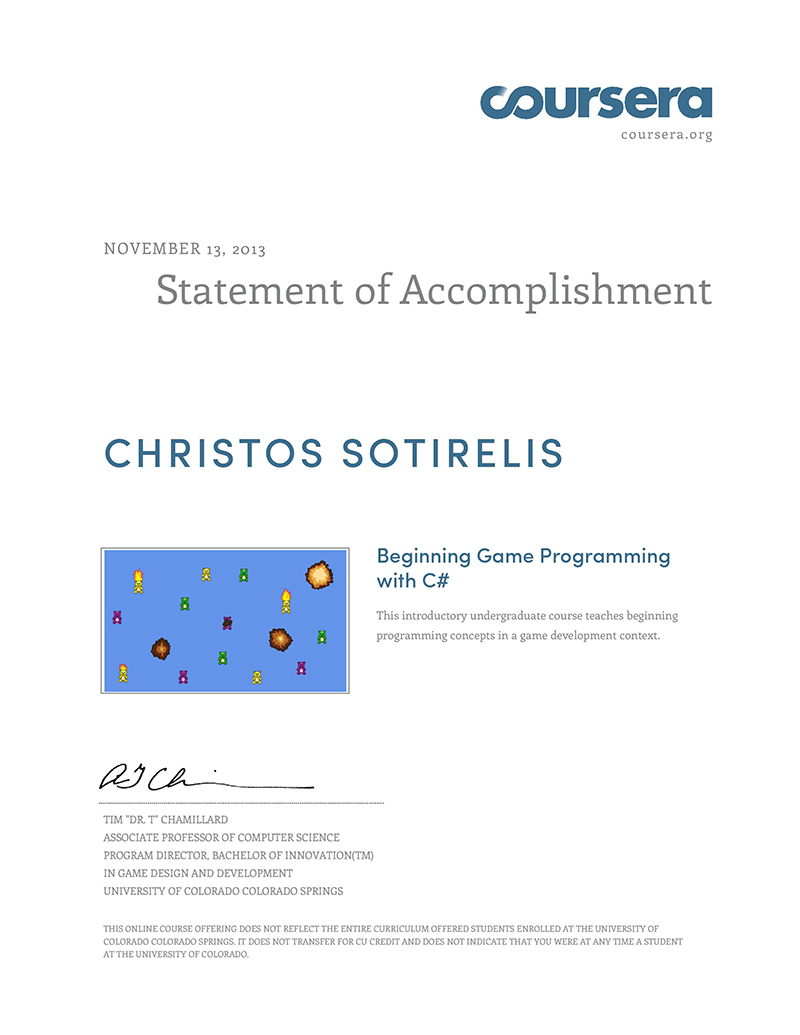 coursera
coursera.org
NOVEMBER 13, 2013
Statement of Accomplishment
CHRISTOS SOTIRELIS
Beginning Game Programming
with C#
This introductory undergraduate course teaches beginning
programming concepts in a game development context.
TIM "DR. T" CHAMILLARD
ASSOCIATE PROFESSOR OF COMPUTER SCIENCE
PROGRAM DIRECTOR, BACHELOR OF INNOVATION(TM)
IN GAME DESIGN AND DEVELOPMENT
UNIVERSITY OF COLORADO COLORADO SPRINGS
THIS ONLINE COURSE OFFERING DOES NOT REFLECT THE ENTIRE CURRICULUM OFFERED STUDENTS ENROLLED AT THE UNIVERSITY OF
COLORADO COLORADO SPRINGS. IT DOES NOT TRANSFER FOR CU CREDIT AND DOES NOT INDICATE THAT YOU WERE AT ANY TIME A STUDENT
AT THE UNIVERSITY OF COLORADO.